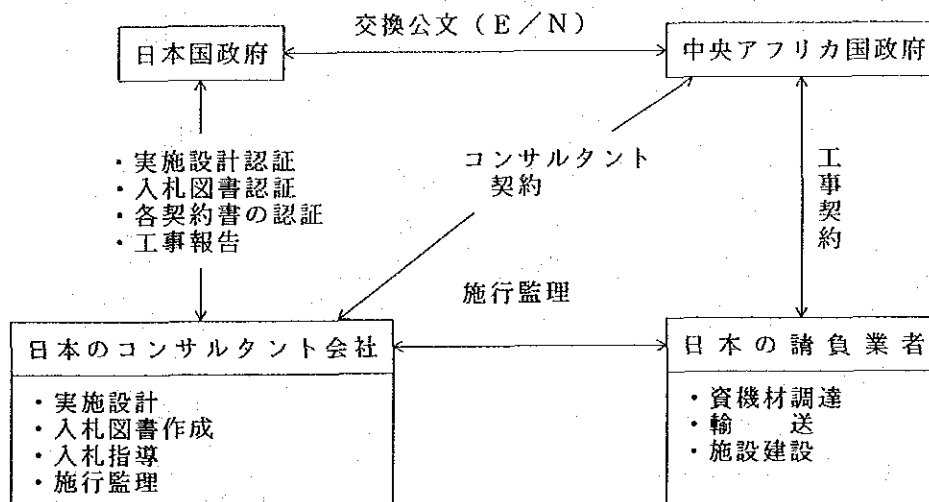 交換公文(E/N)
日本国政府
中央アフリカ国政府
・実施設計認証
・入札図書認証
・各契約書の認証
・工事報告
コンサルタント
契約
工事契約
施行監理
日本のコンサルタント会社
・実施設計
・入札図書作成
・入札指導
・施行監理
日本の請負業者
・資機材調達
・輸 送
・施設建設